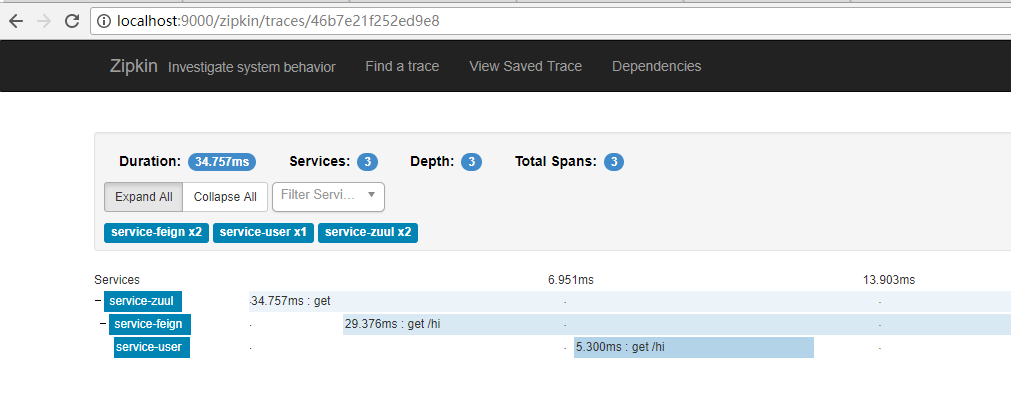 localhost:9000/zipkin/traces/46b7e21f252ed9e8
Zipkin Investigate system behavior Find a trace View Saved Trace Dependencies
Duration: 34.757ms Services: 3 Depth: 3 Total Spans: 3
Expand All Collapse All Filter Servi...
service-feign x2 service-user x1 service-zuul x2
Services 6.951ms 13.903ms
service-zuul 34.757ms : get
service-feign 29.376ms : get /hi
service-user 5.300ms : get /hi